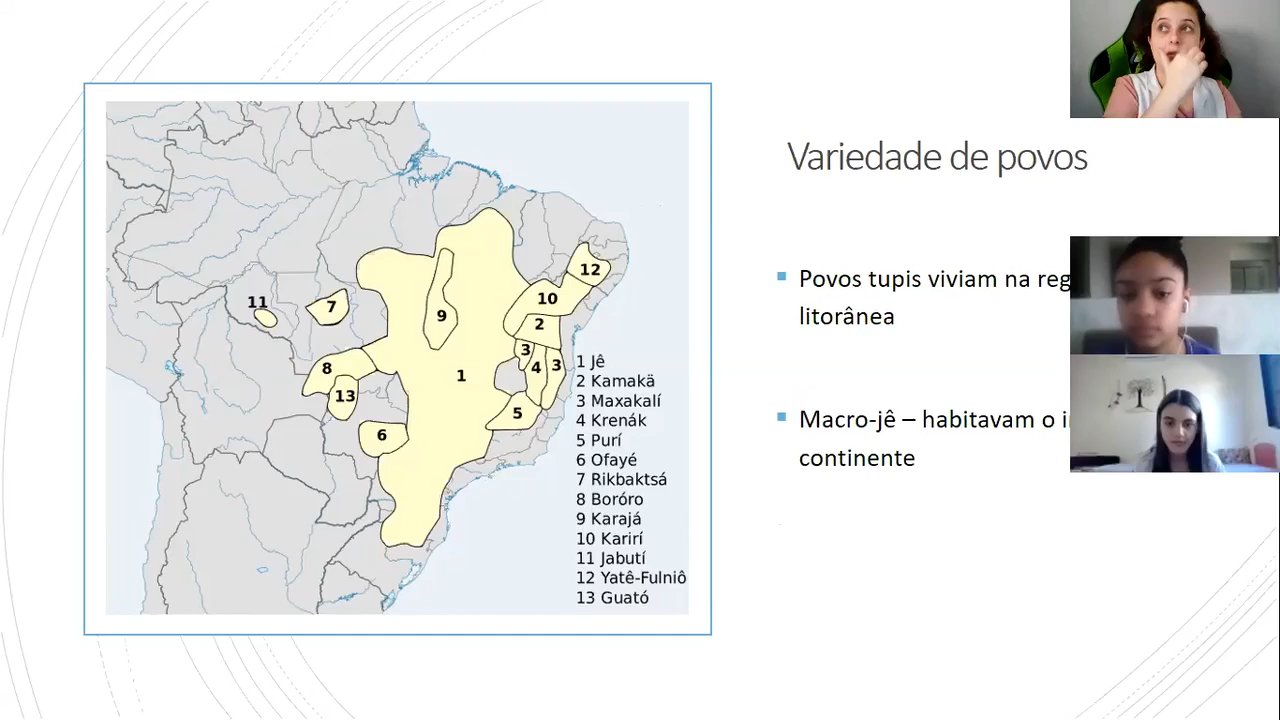 Variedade de povos
Povos tupis viviam na reg
litorânea
Macro-jê – habitavam o i
continente
11
7
12
10
2
9
3
4
3
8
1
13
5
6
1 Jê
2 Kamakä
3 Maxakalí
4 Krenák
5 Purí
6 Ofayé
7 Rikbaktsá
8 Boróro
9 Karajá
10 Karirí
11 Jabutí
12 Yatê-Fulniô
13 Guató